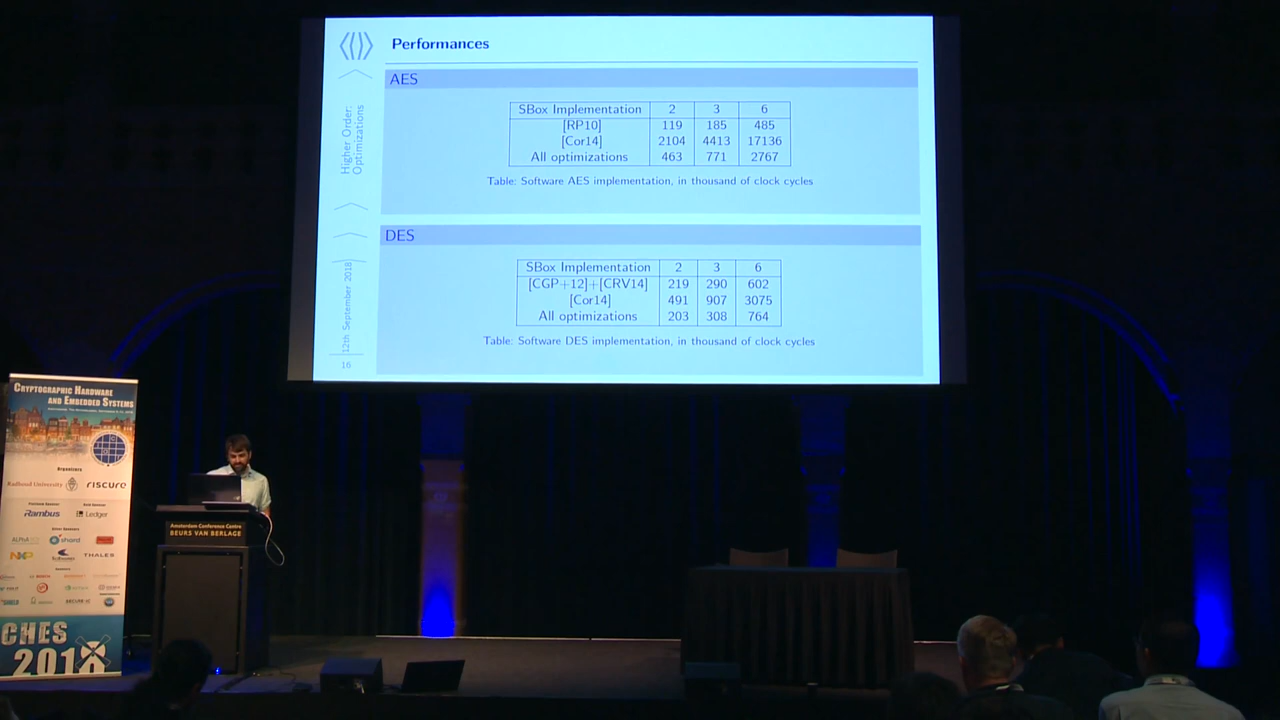 Performances
Higher Order:
Optimizations
12th September 2018
16
AES
SBox Implementation 2 3 6
[RP10] 119 185 485
[Cor14] 2104 4413 17136
All optimizations 463 771 2767
Table: Software AES implementation, in thousand of clock cycles
DES
SBox Implementation 2 3 6
[CGP+12]+[CRV14] 219 290 602
[Cor14] 491 907 3075
All optimizations 203 308 764
Table: Software DES implementation, in thousand of clock cycles
CRYPTOGRAPHIC HARDWARE
AND EMBEDDED SYSTEMS
Organisers
Radboud University
riscure
Rambus
Ledger
shard
NXP
THALES
CHES
2018
Amsterdam Conference Centre
BEURS VAN BERLAGE